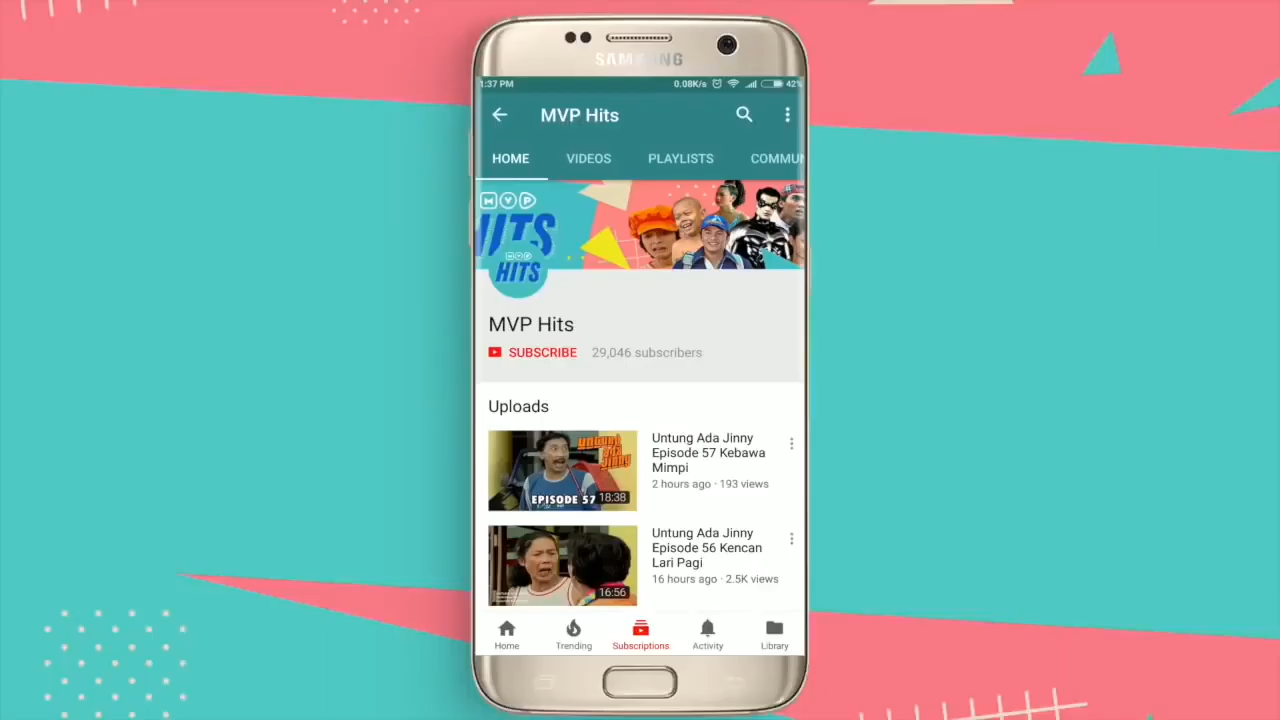 SAMSUNG
1:37 PM
0.08K/s
42%
MVP Hits
HOME
VIDEOS
PLAYLISTS
COMMUN
MVP
HITS
MVP
HITS
MVP Hits
SUBSCRIBE
29,046 subscribers
Uploads
UNTUNG
ADA
JINNY
EPISODE 57
18:38
Untung Ada Jinny
Episode 57 Kebawa
Mimpi
2 hours ago · 193 views
16:56
Untung Ada Jinny
Episode 56 Kencan
Lari Pagi
16 hours ago · 2.5K views
Home
Trending
Subscriptions
Activity
Library